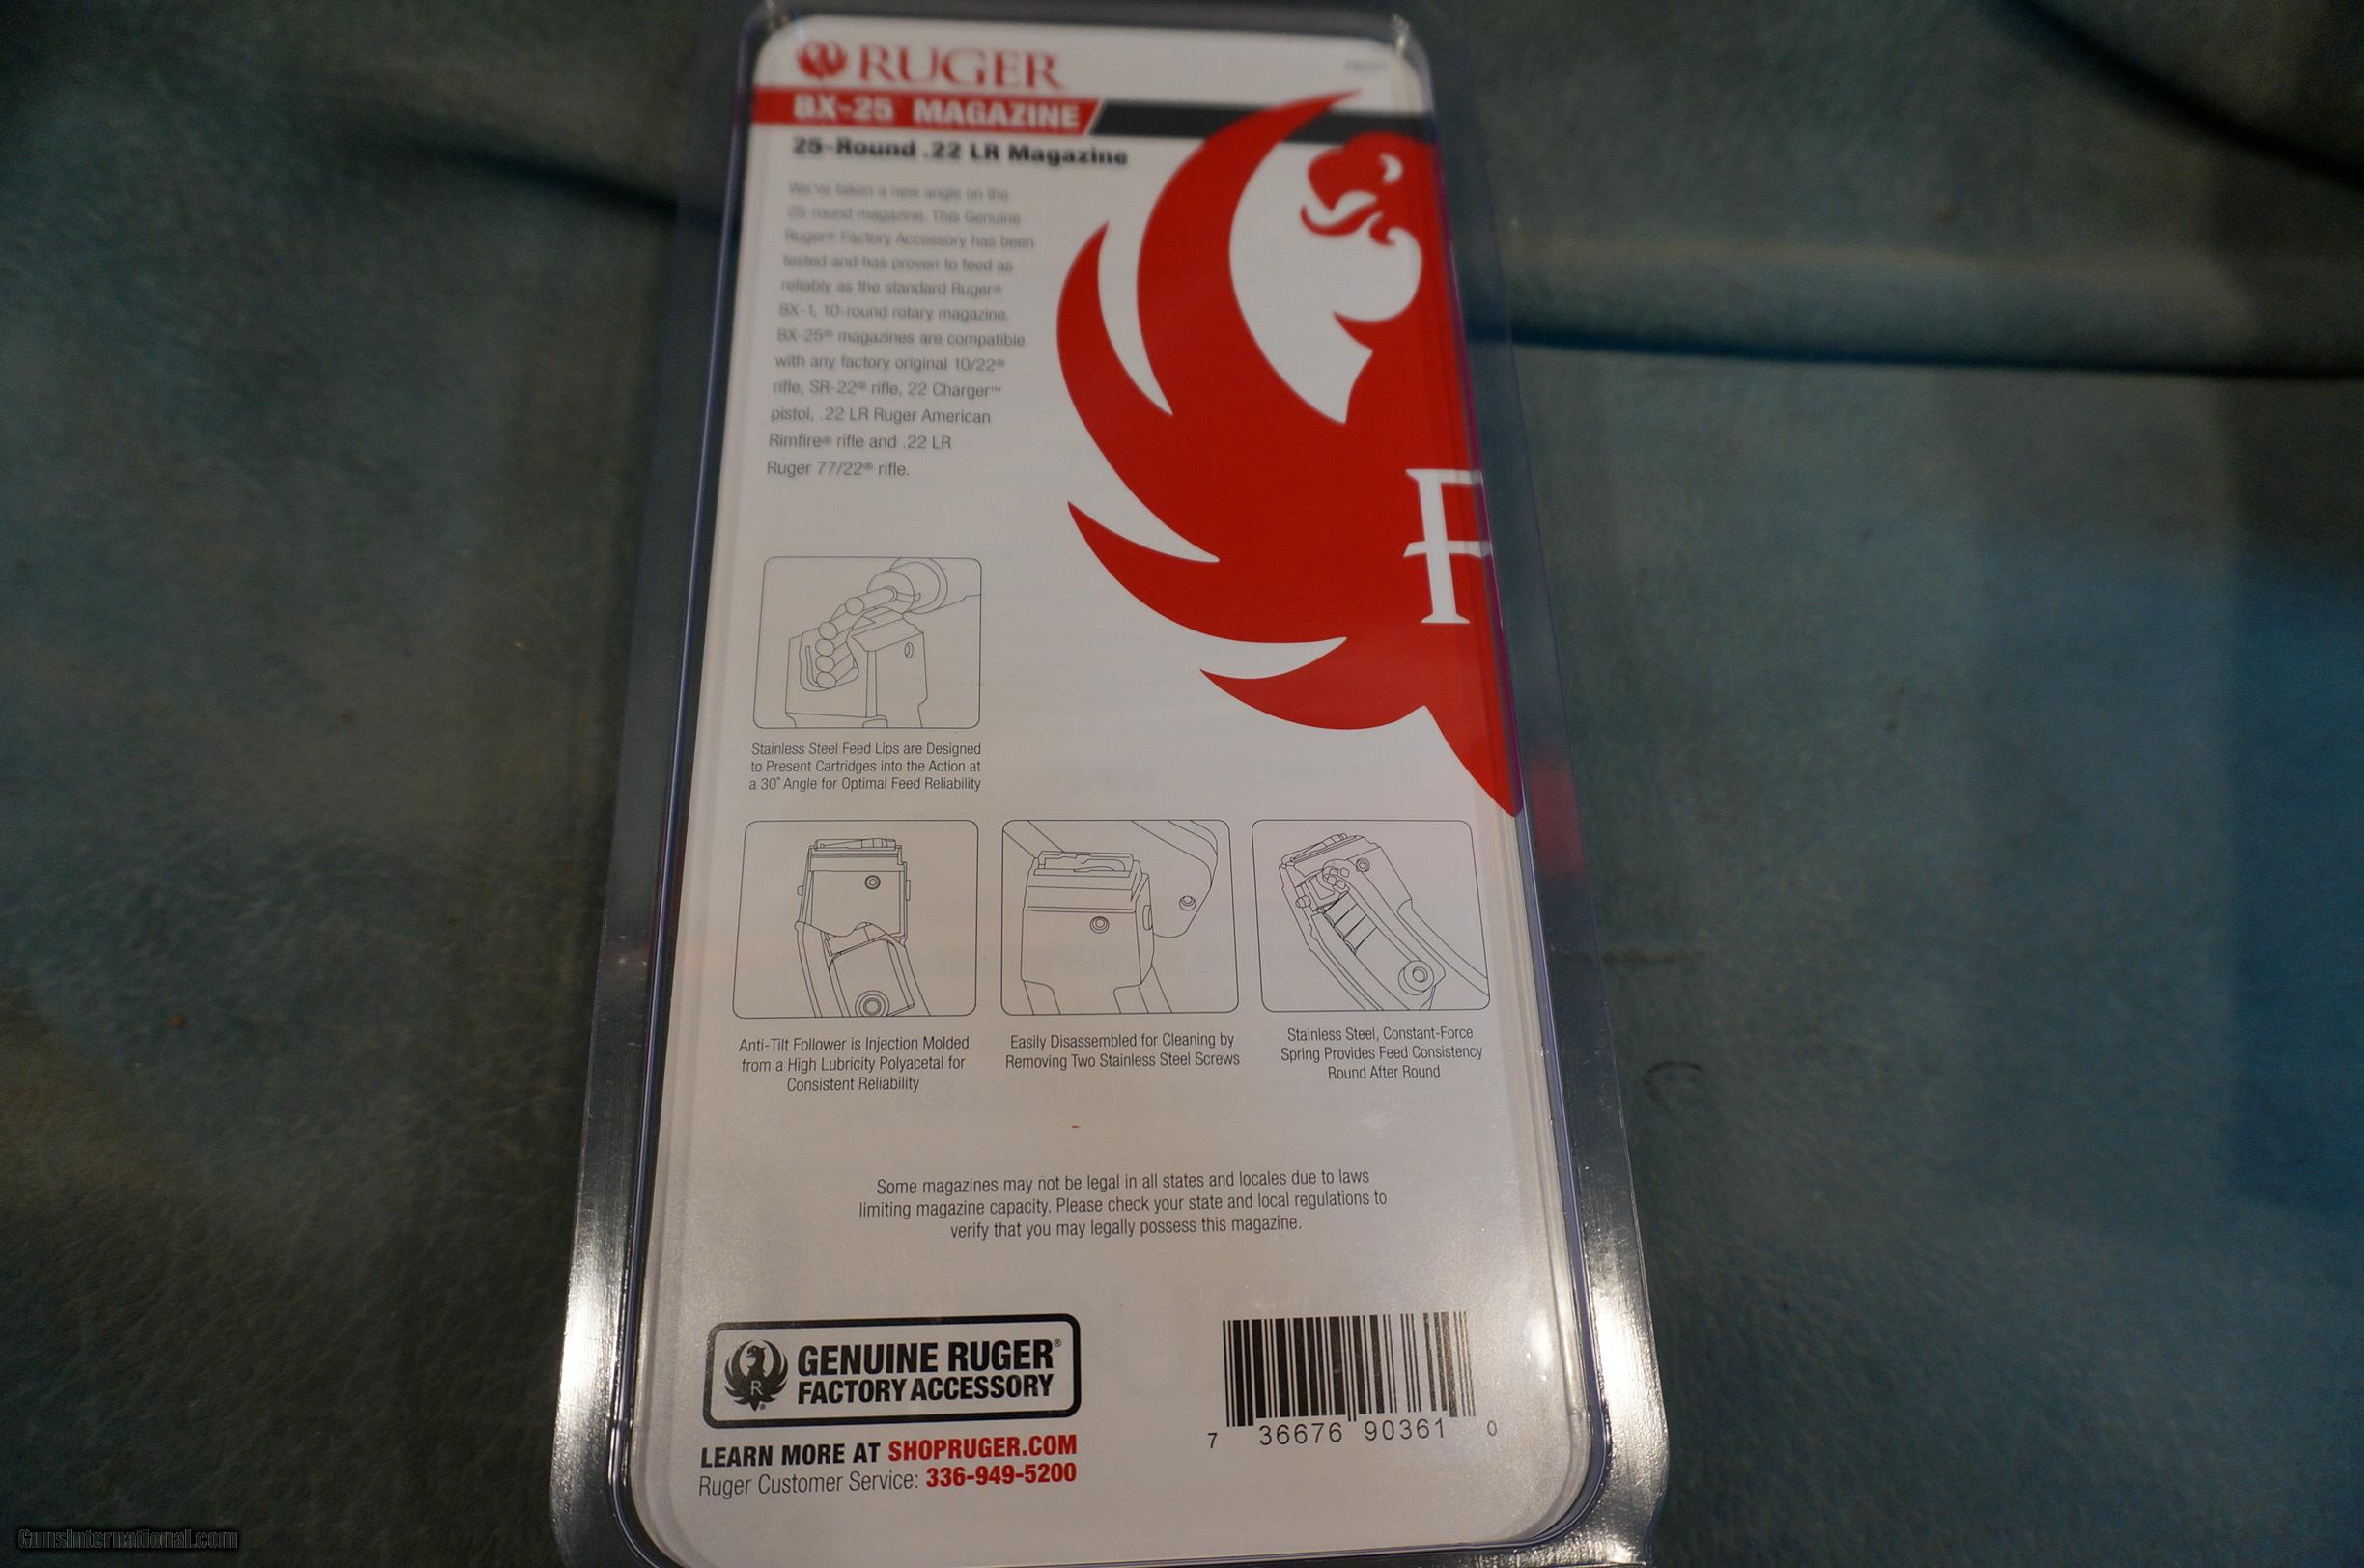 RUGER
BX-25 MAGAZINE
25-Round .22 LR Magazine
We've taken a new angle on the
25-round magazine. This Genuine
Ruger® Factory Accessory has been
tested and has proven to feed as
reliably as the standard Ruger®
BX-1, 10-round rotary magazine.
BX-25® magazines are compatible
with any factory original 10/22®
rifle, SR-22® rifle, 22 Charger™
pistol, .22 LR Ruger American
Rimfire® rifle and .22 LR
Ruger 77/22® rifle.
R
Stainless Steel Feed Lips are Designed
to Present Cartridges into the Action at
a 30° Angle for Optimal Feed Reliability
Anti-Tilt Follower is Injection Molded
from a High Lubricity Polyacetal for
Consistent Reliability
Easily Disassembled for Cleaning by
Removing Two Stainless Steel Screws
Stainless Steel, Constant-Force
Spring Provides Feed Consistency
Round After Round
Some magazines may not be legal in all states and locales due to laws
limiting magazine capacity. Please check your state and local regulations to
verify that you may legally possess this magazine.
R®
GENUINE RUGER®
FACTORY ACCESSORY
LEARN MORE AT SHOPRUGER.COM
Ruger Customer Service: 336-949-5200
7 36676 90361 0
GunsInternational.com